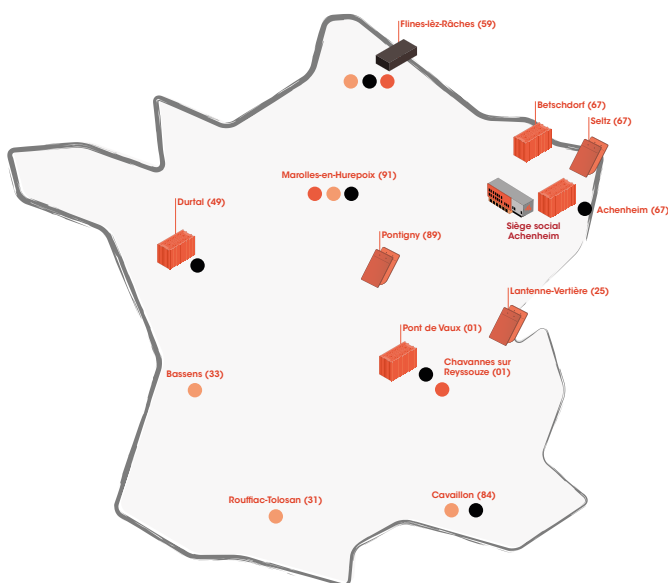 Flines-lèz-Râches (59)
Betschdorf (67)
Seltz (67)
Marolles-en-Hurepoix (91)
Durtal (49)
Achenheim (67)
Siège social
Achenheim
Pontigny (89)
Lantenne-Vertière (25)
Pont de Vaux (01)
Chavannes sur
Reyssouze (01)
Bassens (33)
Rouffiac-Tolosan (31)
Cavaillon (84)